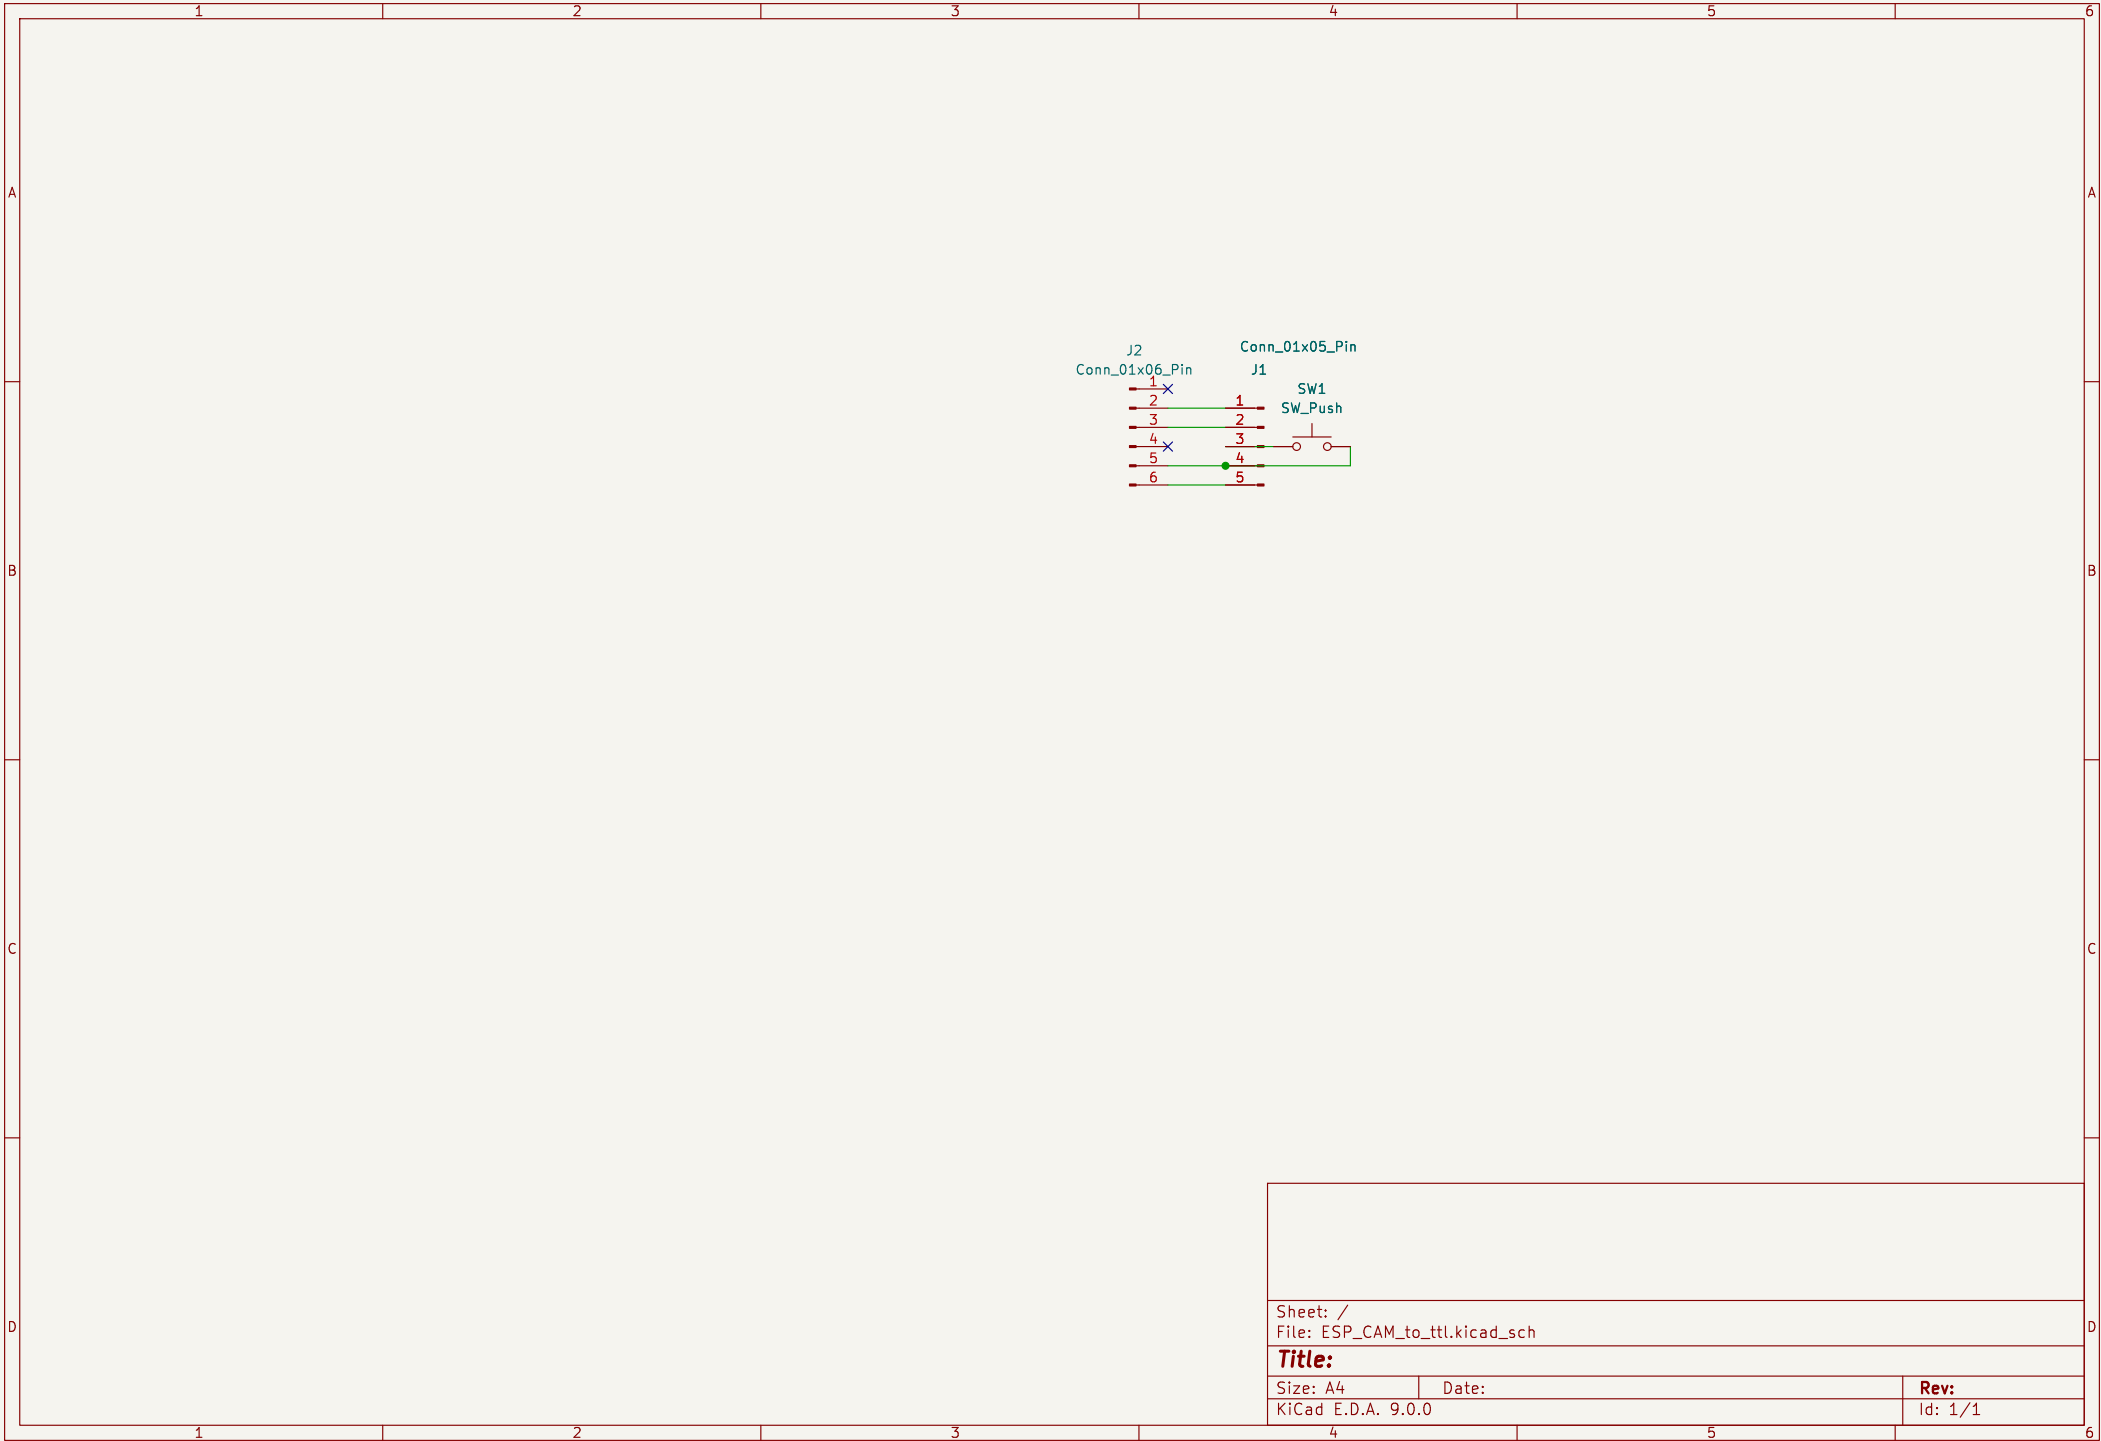 1 2 3 4 5 6
A A
J2
Conn_01x06_Pin
1
2
3
4
5
6
Conn_01x05_Pin
J1
1
2
3
4
5
SW1
SW_Push
B B
C C
Sheet: /
File: ESP_CAM_to_ttl.kicad_sch
D D
Title:
Size: A4 Date: Rev:
KiCad E.D.A. 9.0.0 Id: 1/1
1 2 3 4 5 6